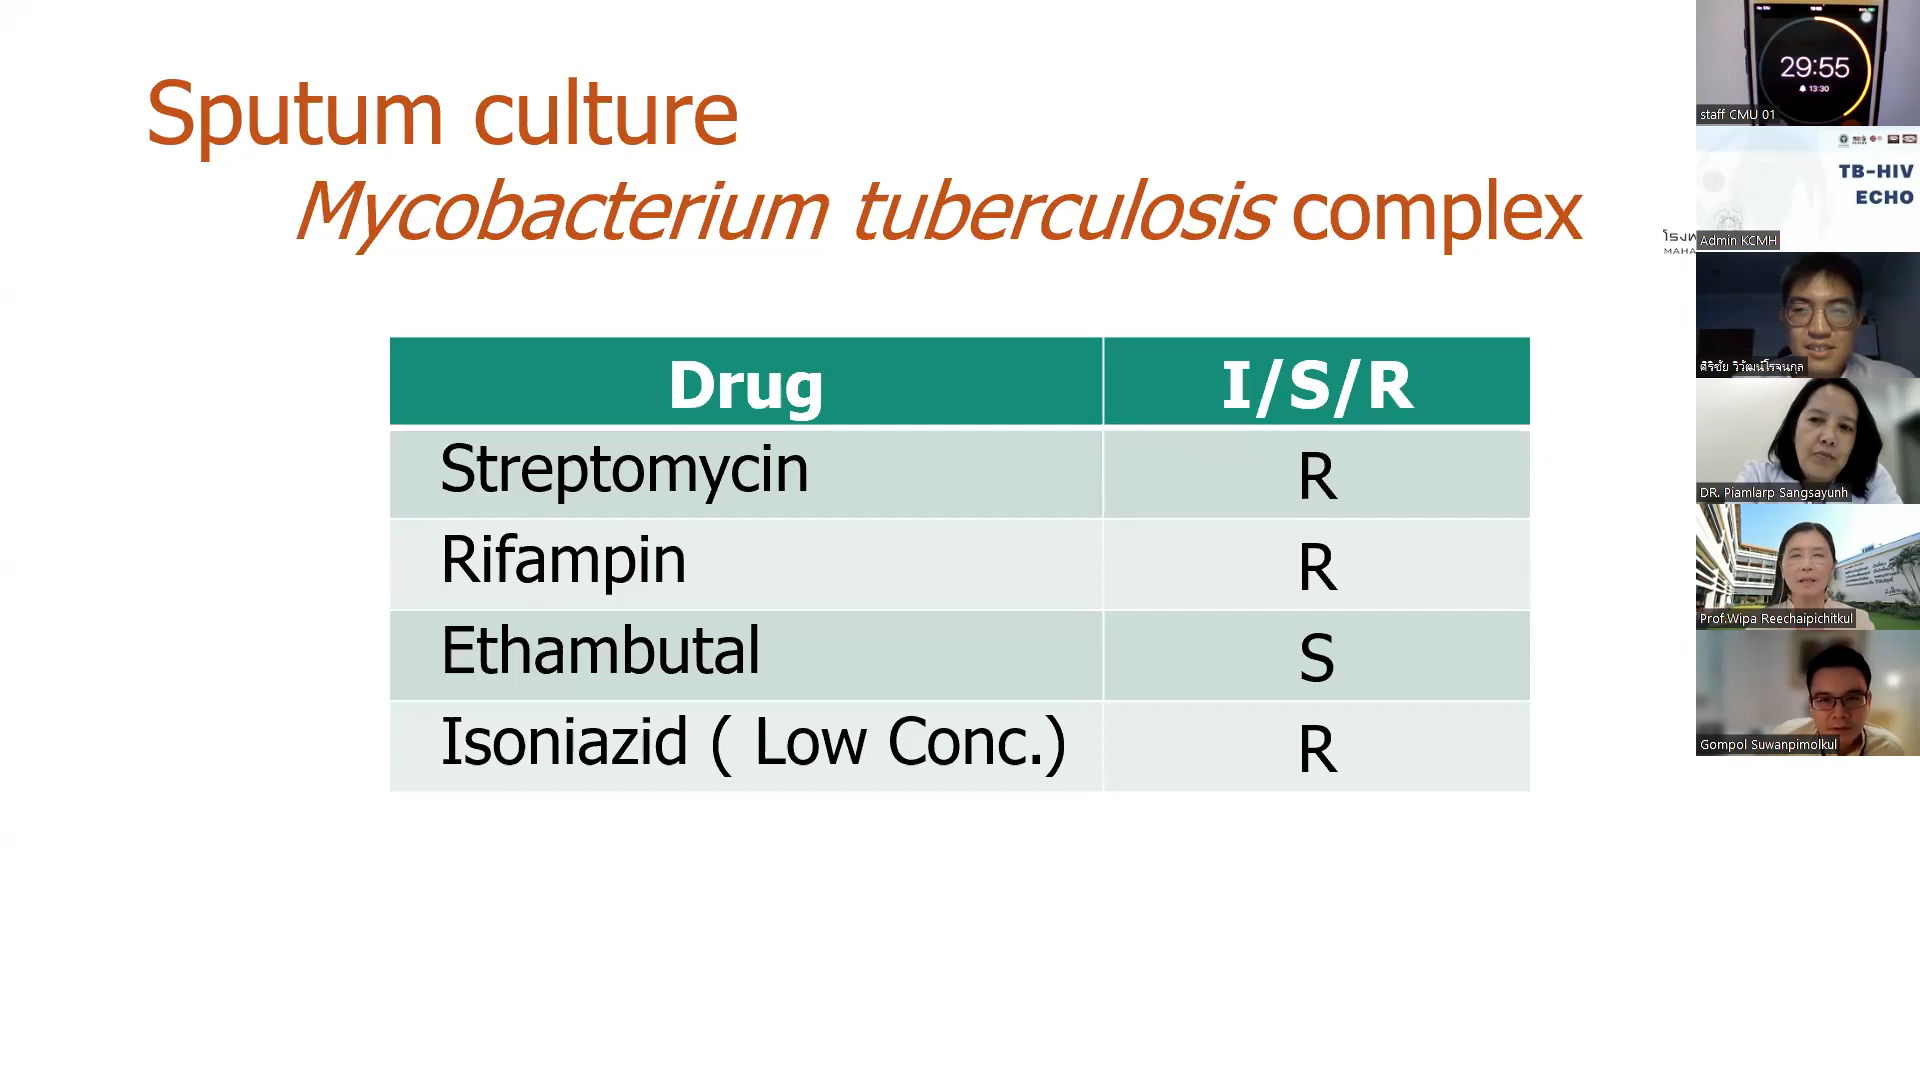 Sputum culture
Mycobacterium tuberculosis complex
Drug I/S/R
Streptomycin R
Rifampin R
Ethambutal S
Isoniazid ( Low Conc.) R
29:55
13:30
staff CMU 01
TB-HIV
ECHO
Admin KCMH
ศิริชัย วิวัฒน์โรจนกุล
DR. Piamlarp Sangsayunh
Prof.Wipa Reechaipichitkul
Gompol Suwanpimolkul